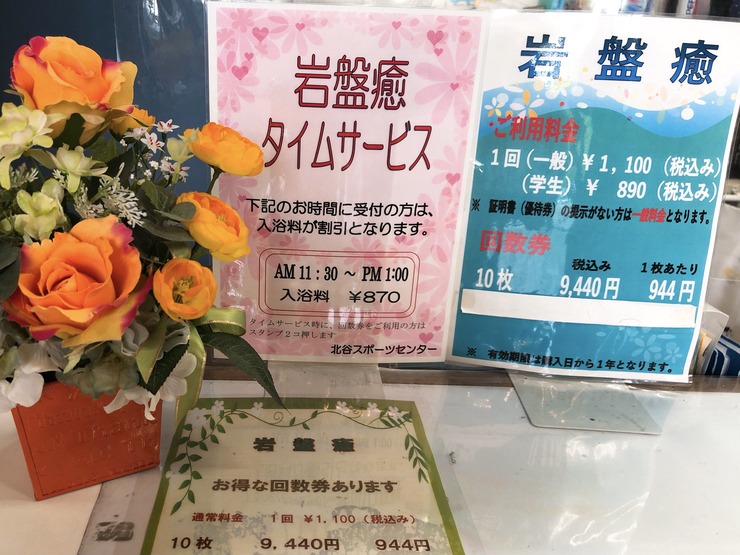 岩盤癒
タイムサービス
下記のお時間に受付の方は、
入浴料が割引となります。
AM 11：30 ～ PM 1:00
入浴料 ¥870
タイムサービス時に、回数券をご利用の方は
スタンプ2コ押します
北谷スポーツセンター
岩盤癒
ご利用料金
1回（一般）¥1,100（税込み）
（学生）¥ 890（税込み）
※ 証明書（優待券）の提示がない方は一般料金となります。
回数券
税込み 1枚あたり
10枚 9,440円 944円
※ 有効期限は購入日から1年となります。
岩盤癒
お得な回数券あります
通常料金 1回 ¥1,100（税込み）
10枚 9,440円 944円